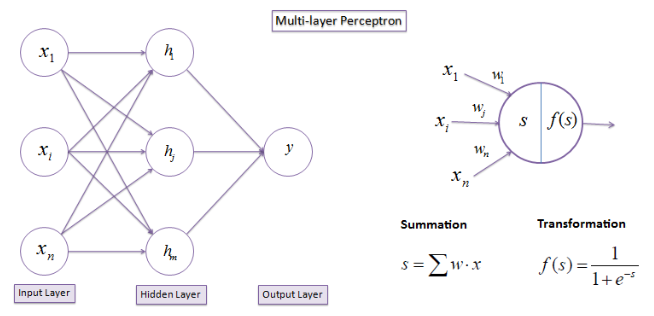 Multi-layer Perceptron
x₁
h₁
xᵢ
hⱼ
y
xₙ
hₘ
Input Layer
Hidden Layer
Output Layer
x₁
w₁
xᵢ
wⱼ
s
f(s)
wₙ
xₙ
Summation
Transformation
s = ∑ w · x
f(s) = 1 / (1 + e⁻ˢ)